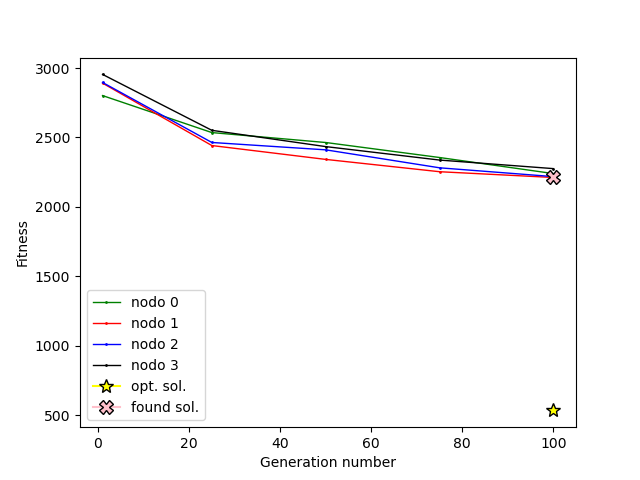 3000
2500
2000
1500
1000
500
Fitness
nodo 0
nodo 1
nodo 2
nodo 3
opt. sol.
found sol.
0 20 40 60 80 100
Generation number